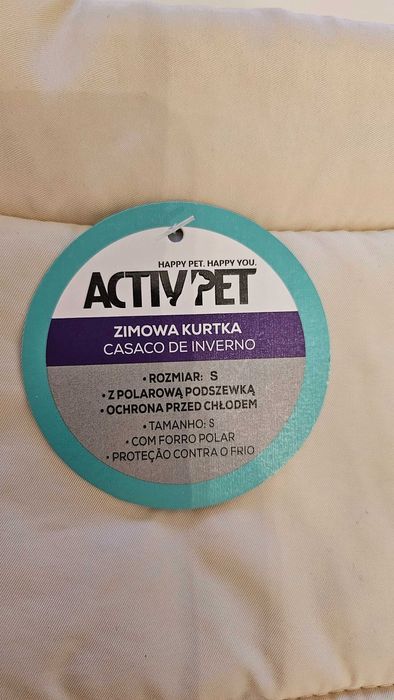 HAPPY PET. HAPPY YOU.
ACTIV PET
ZIMOWA KURTKA
CASACO DE INVERNO
• ROZMIAR: S
• Z POLAROWĄ PODSZEWKĄ
• OCHRONA PRZED CHŁODEM
• TAMANHO: S
• COM FORRO POLAR
• PROTEÇÃO CONTRA O FRIO